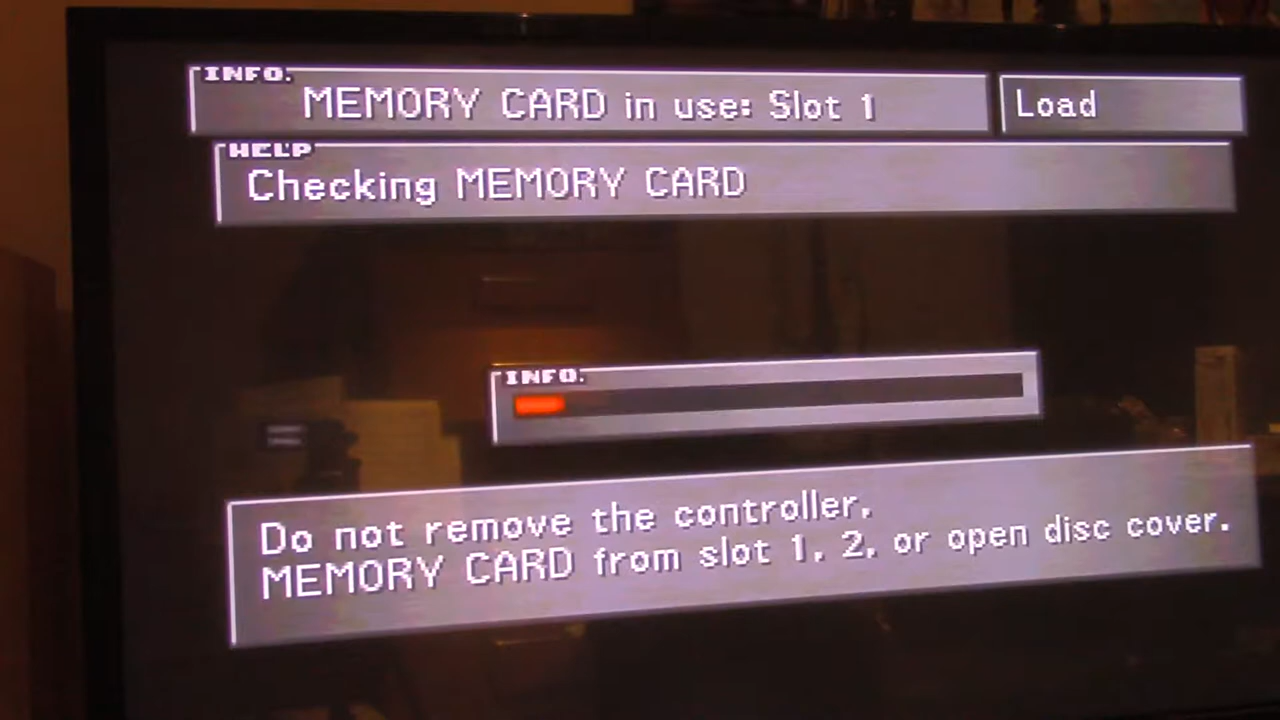 INFO.
MEMORY CARD in use: Slot 1
Load
HELP
Checking MEMORY CARD
INFO.
Do not remove the controller,
MEMORY CARD from slot 1, 2, or open disc cover.